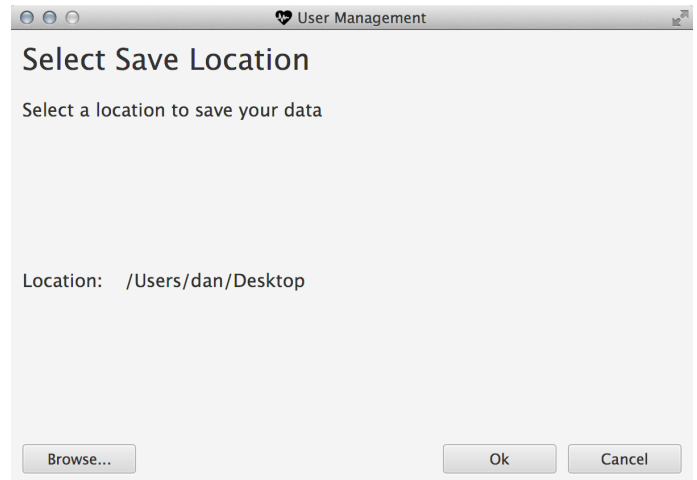 User Management
Select Save Location
Select a location to save your data
Location: /Users/dan/Desktop
Browse... Ok Cancel